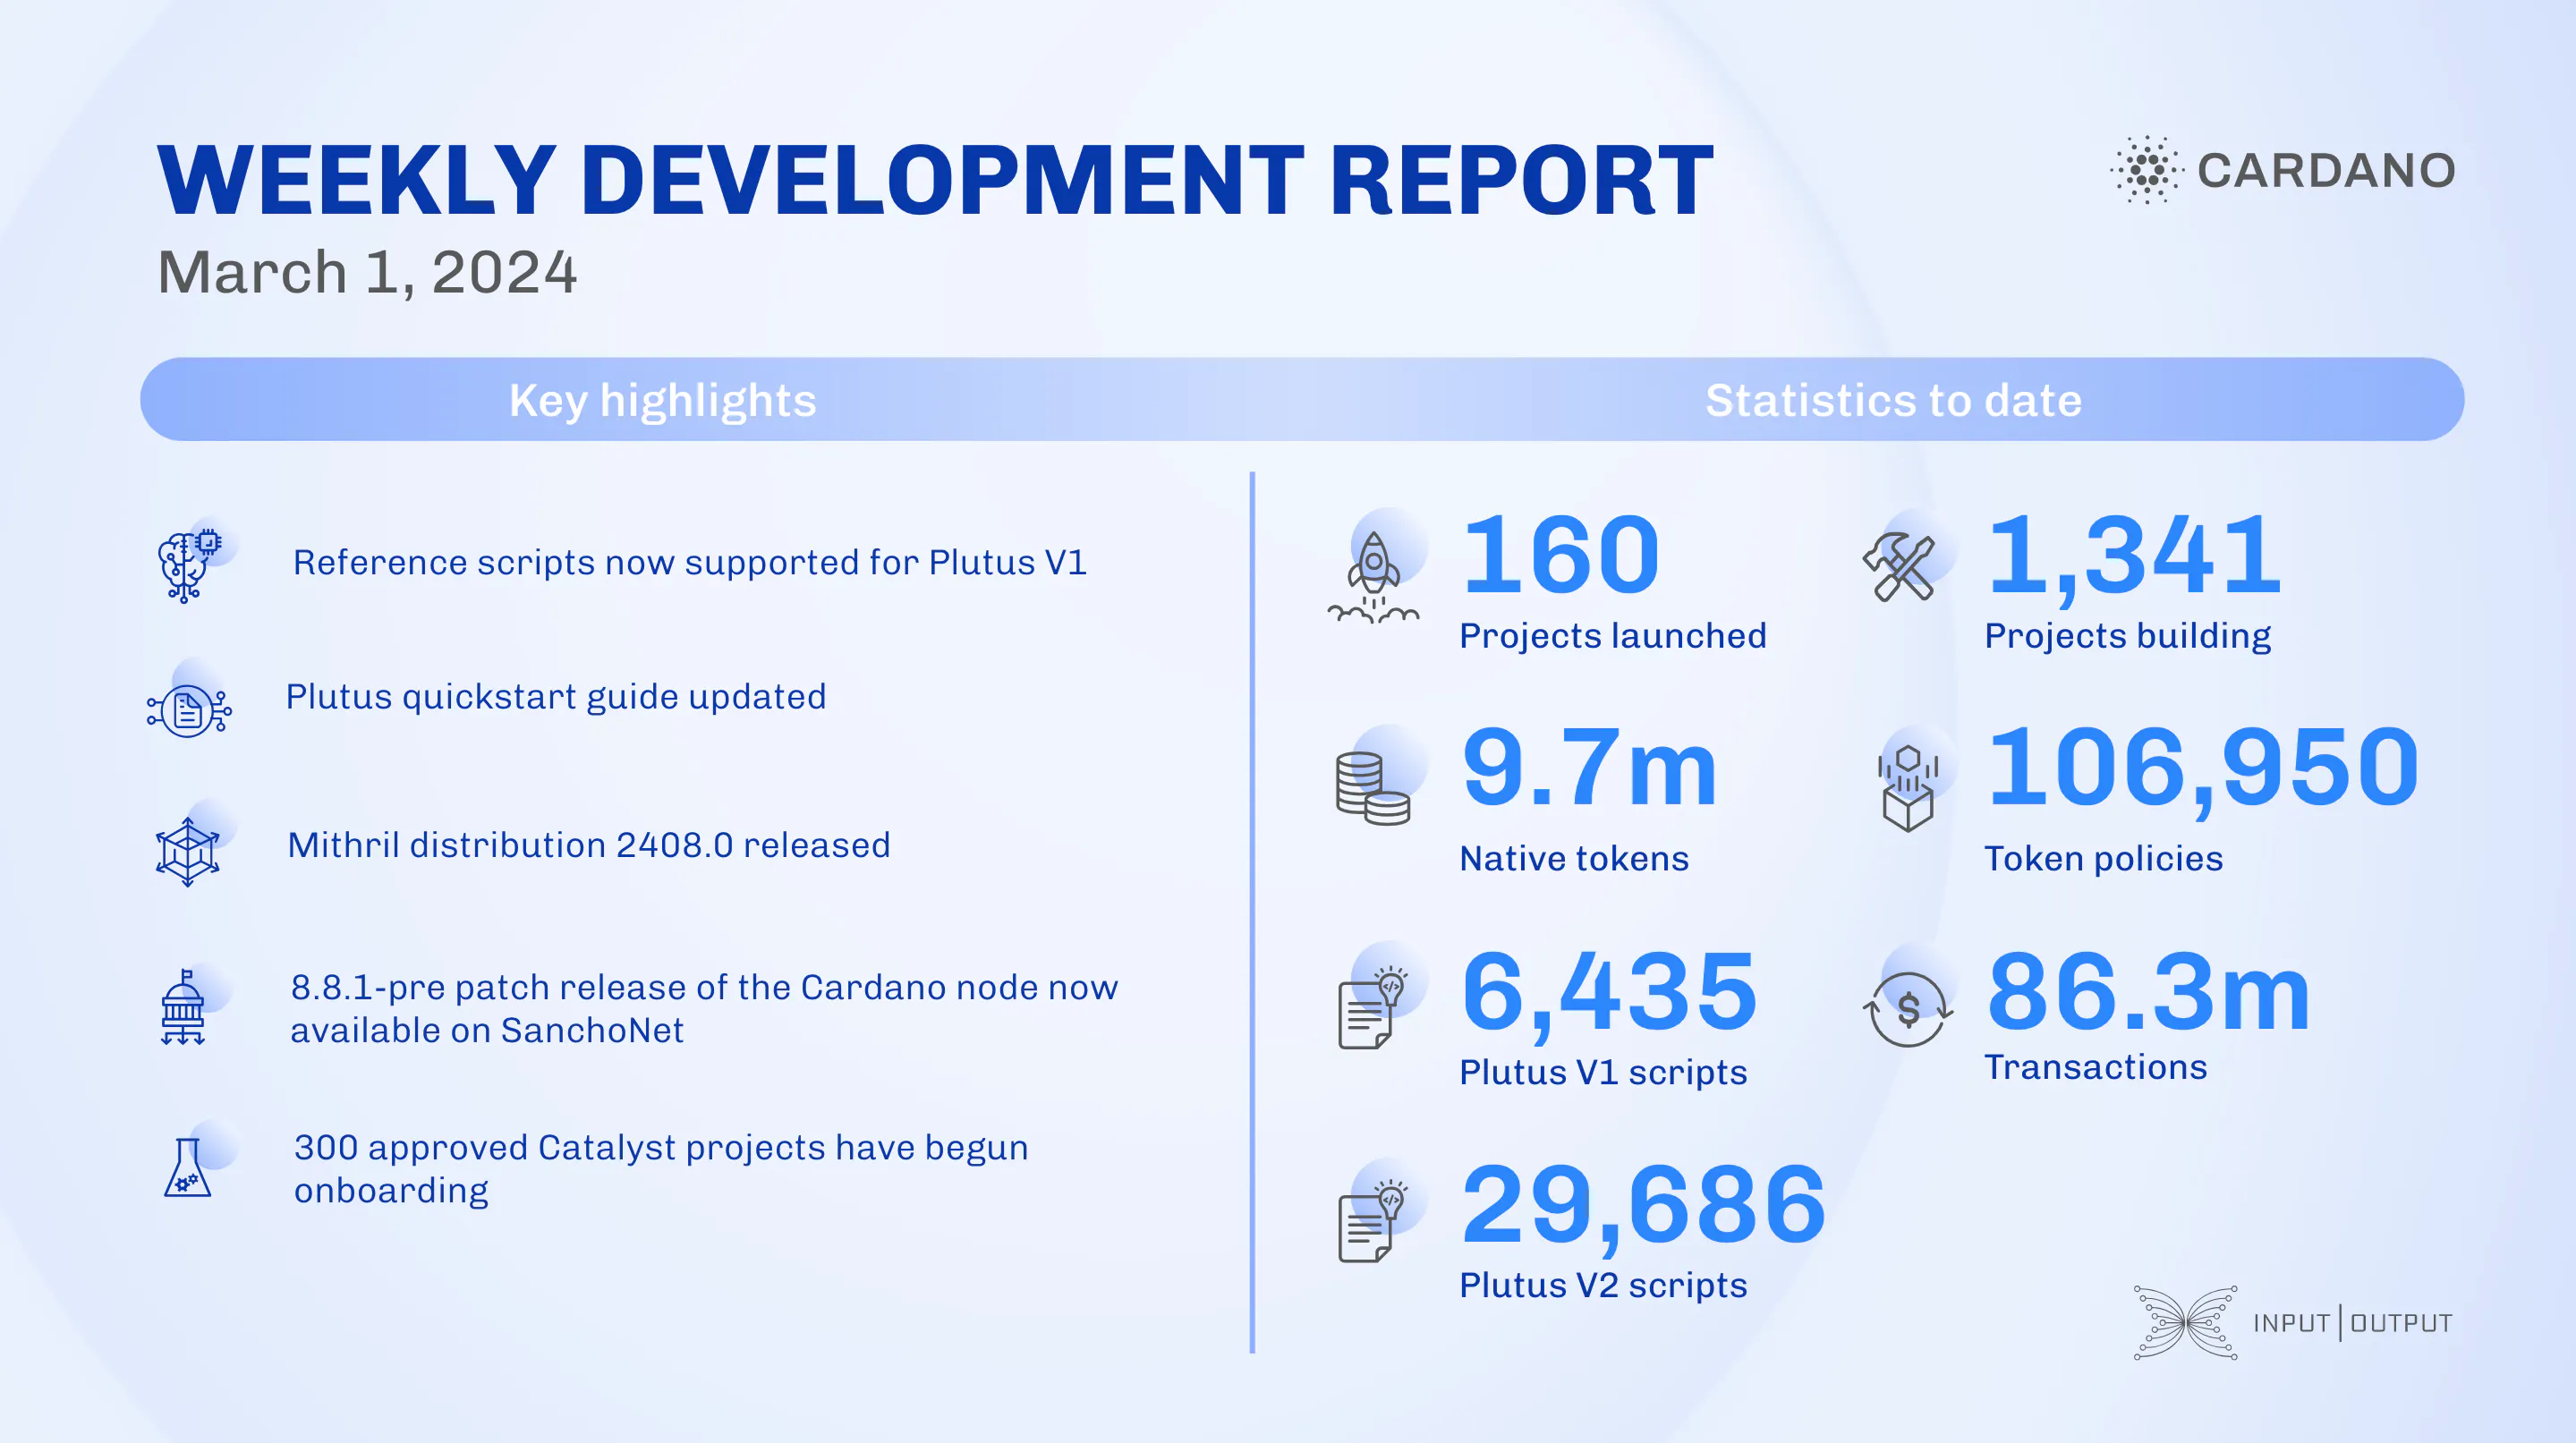 WEEKLY DEVELOPMENT REPORT
March 1, 2024
CARDANO
Key highlights
Statistics to date
Reference scripts now supported for Plutus V1
Plutus quickstart guide updated
Mithril distribution 2408.0 released
8.8.1-pre patch release of the Cardano node now
available on SanchoNet
300 approved Catalyst projects have begun
onboarding
160
Projects launched
1,341
Projects building
9.7m
Native tokens
106,950
Token policies
6,435
Plutus V1 scripts
86.3m
Transactions
29,686
Plutus V2 scripts
INPUT|OUTPUT